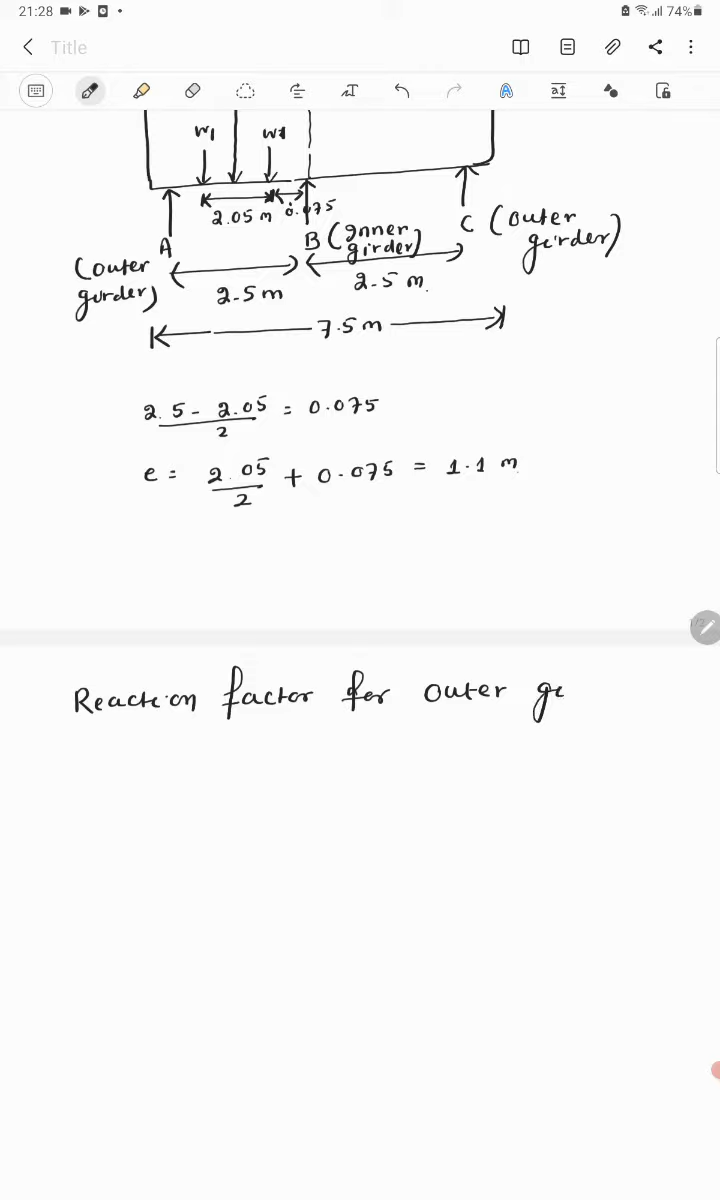 21:28 74%
Title
W1 W1
2.05 m 0.075
A B (Inner girder) C (Outer girder)
(Outer girder) 2.5 m 2.5 m.
7.5 m
2.5 - 2.05 / 2 = 0.075
e = 2.05 / 2 + 0.075 = 1.1 m
Reaction factor for outer gi